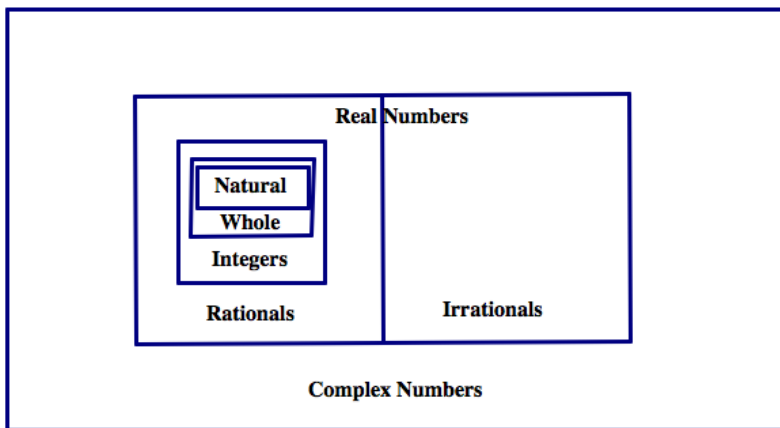 Real Numbers
Natural
Whole
Integers
Rationals
Irrationals
Complex Numbers